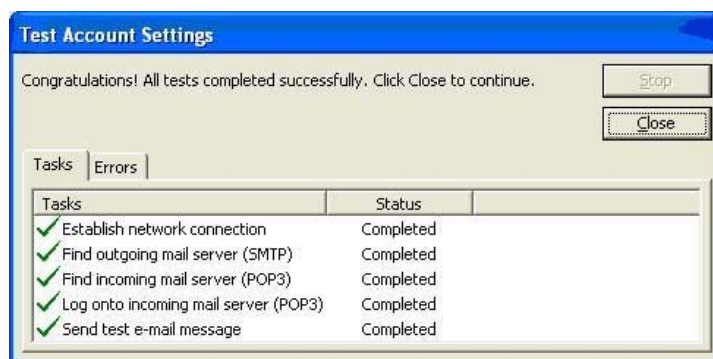 Test Account Settings
Congratulations! All tests completed successfully. Click Close to continue.
Stop
Close
Tasks Errors
Tasks Status
Establish network connection Completed
Find outgoing mail server (SMTP) Completed
Find incoming mail server (POP3) Completed
Log onto incoming mail server (POP3) Completed
Send test e-mail message Completed